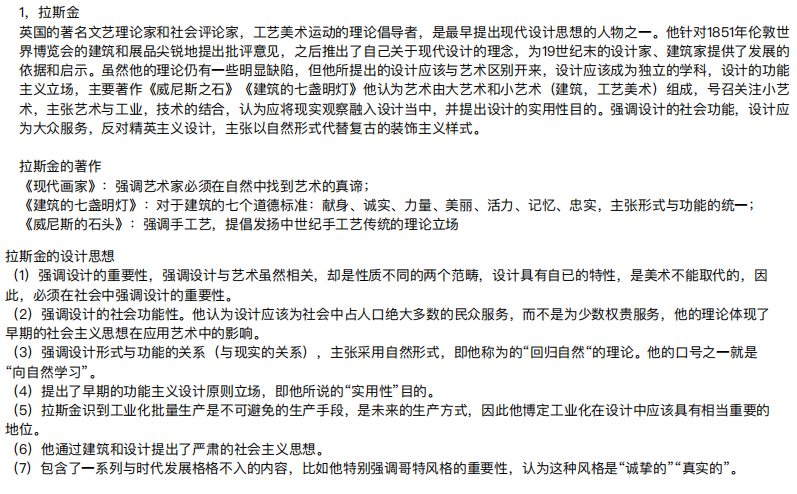 1，拉斯金
英国的著名文艺理论家和社会评论家，工艺美术运动的理论倡导者，是最早提出现代设计思想的人物之一。他针对1851年伦敦世
界博览会的建筑和展品尖锐地提出批评意见，之后推出了自己关于现代设计的理念，为19世纪末的设计家、建筑家提供了发展的
依据和启示。虽然他的理论仍有一些明显缺陷，但他所提出的设计应该与艺术区别开来，设计应该成为独立的学科，设计的功能
主义立场，主要著作《威尼斯之石》《建筑的七盏明灯》他认为艺术由大艺术和小艺术（建筑，工艺美术）组成，号召关注小艺
术，主张艺术与工业，技术的结合，认为应将现实观察融入设计当中，并提出设计的实用性目的。强调设计的社会功能，设计应
为大众服务，反对精英主义设计，主张以自然形式代替复古的装饰主义样式。
拉斯金的著作
《现代画家》：强调艺术家必须在自然中找到艺术的真谛；
《建筑的七盏明灯》：对于建筑的七个道德标准：献身、诚实、力量、美丽、活力、记忆、忠实，主张形式与功能的统一；
《威尼斯的石头》：强调手工艺，提倡发扬中世纪手工艺传统的理论立场
拉斯金的设计思想
（1）强调设计的重要性，强调设计与艺术虽然相关，却是性质不同的两个范畴，设计具有自已的特性，是美术不能取代的，因
此，必须在社会中强调设计的重要性。
（2）强调设计的社会功能性。他认为设计应该为社会中占人口绝大多数的民众服务，而不是为少数权贵服务，他的理论体现了
早期的社会主义思想在应用艺术中的影响。
（3）强调设计形式与功能的关系（与现实的关系），主张采用自然形式，即他称为的“回归自然“的理论。他的口号之一就是
“向自然学习”。
（4）提出了早期的功能主义设计原则立场，即他所说的“实用性”目的。
（5）拉斯金识到工业化批量生产是不可避免的生产手段，是未来的生产方式，因此他博定工业化在设计中应该具有相当重要的
地位。
（6）他通过建筑和设计提出了严肃的社会主义思想。
（7）包含了一系列与时代发展格格不入的内容，比如他特别强调哥特风格的重要性，认为这种风格是“诚挚的”“真实的”。